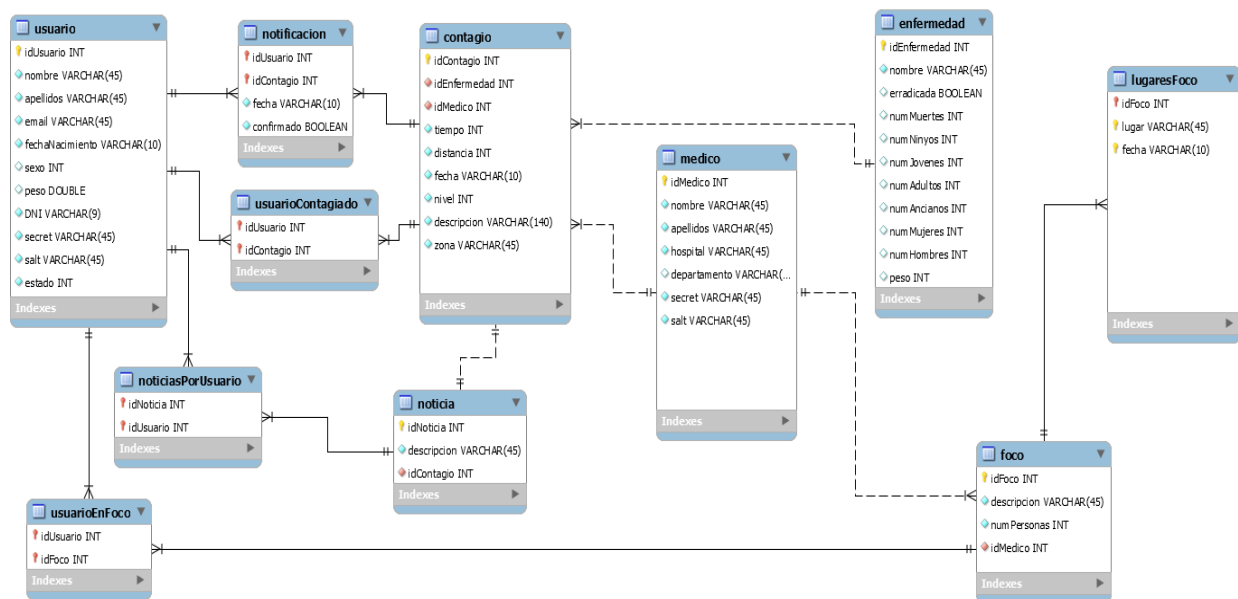 usuario
idUsuario INT
nombre VARCHAR(45)
apellidos VARCHAR(45)
email VARCHAR(45)
fechaNacimiento VARCHAR(10)
sexo INT
peso DOUBLE
DNI VARCHAR(9)
secret VARCHAR(45)
salt VARCHAR(45)
estado INT
Indexes
notificacion
idUsuario INT
idContagio INT
fecha VARCHAR(10)
confirmado BOOLEAN
Indexes
usuarioContagiado
idUsuario INT
idContagio INT
Indexes
contagio
idContagio INT
idEnfermedad INT
idMedico INT
tiempo INT
distancia INT
fecha VARCHAR(10)
nivel INT
descripcion VARCHAR(140)
zona VARCHAR(45)
Indexes
medico
idMedico INT
nombre VARCHAR(45)
apellidos VARCHAR(45)
hospital VARCHAR(45)
departamento VARCHAR(...
secret VARCHAR(45)
salt VARCHAR(45)
Indexes
enfermedad
idEnfermedad INT
nombre VARCHAR(45)
erradicada BOOLEAN
numMuertes INT
numNinyos INT
numJovenes INT
numAdultos INT
numAncianos INT
numMujeres INT
numHombres INT
peso INT
Indexes
lugaresFoco
idFoco INT
lugar VARCHAR(45)
fecha VARCHAR(10)
Indexes
noticiasPorUsuario
idNoticia INT
idUsuario INT
Indexes
noticia
idNoticia INT
descripcion VARCHAR(45)
idContagio INT
Indexes
foco
idFoco INT
descripcion VARCHAR(45)
numPersonas INT
idMedico INT
Indexes
usuarioEnFoco
idUsuario INT
idFoco INT
Indexes